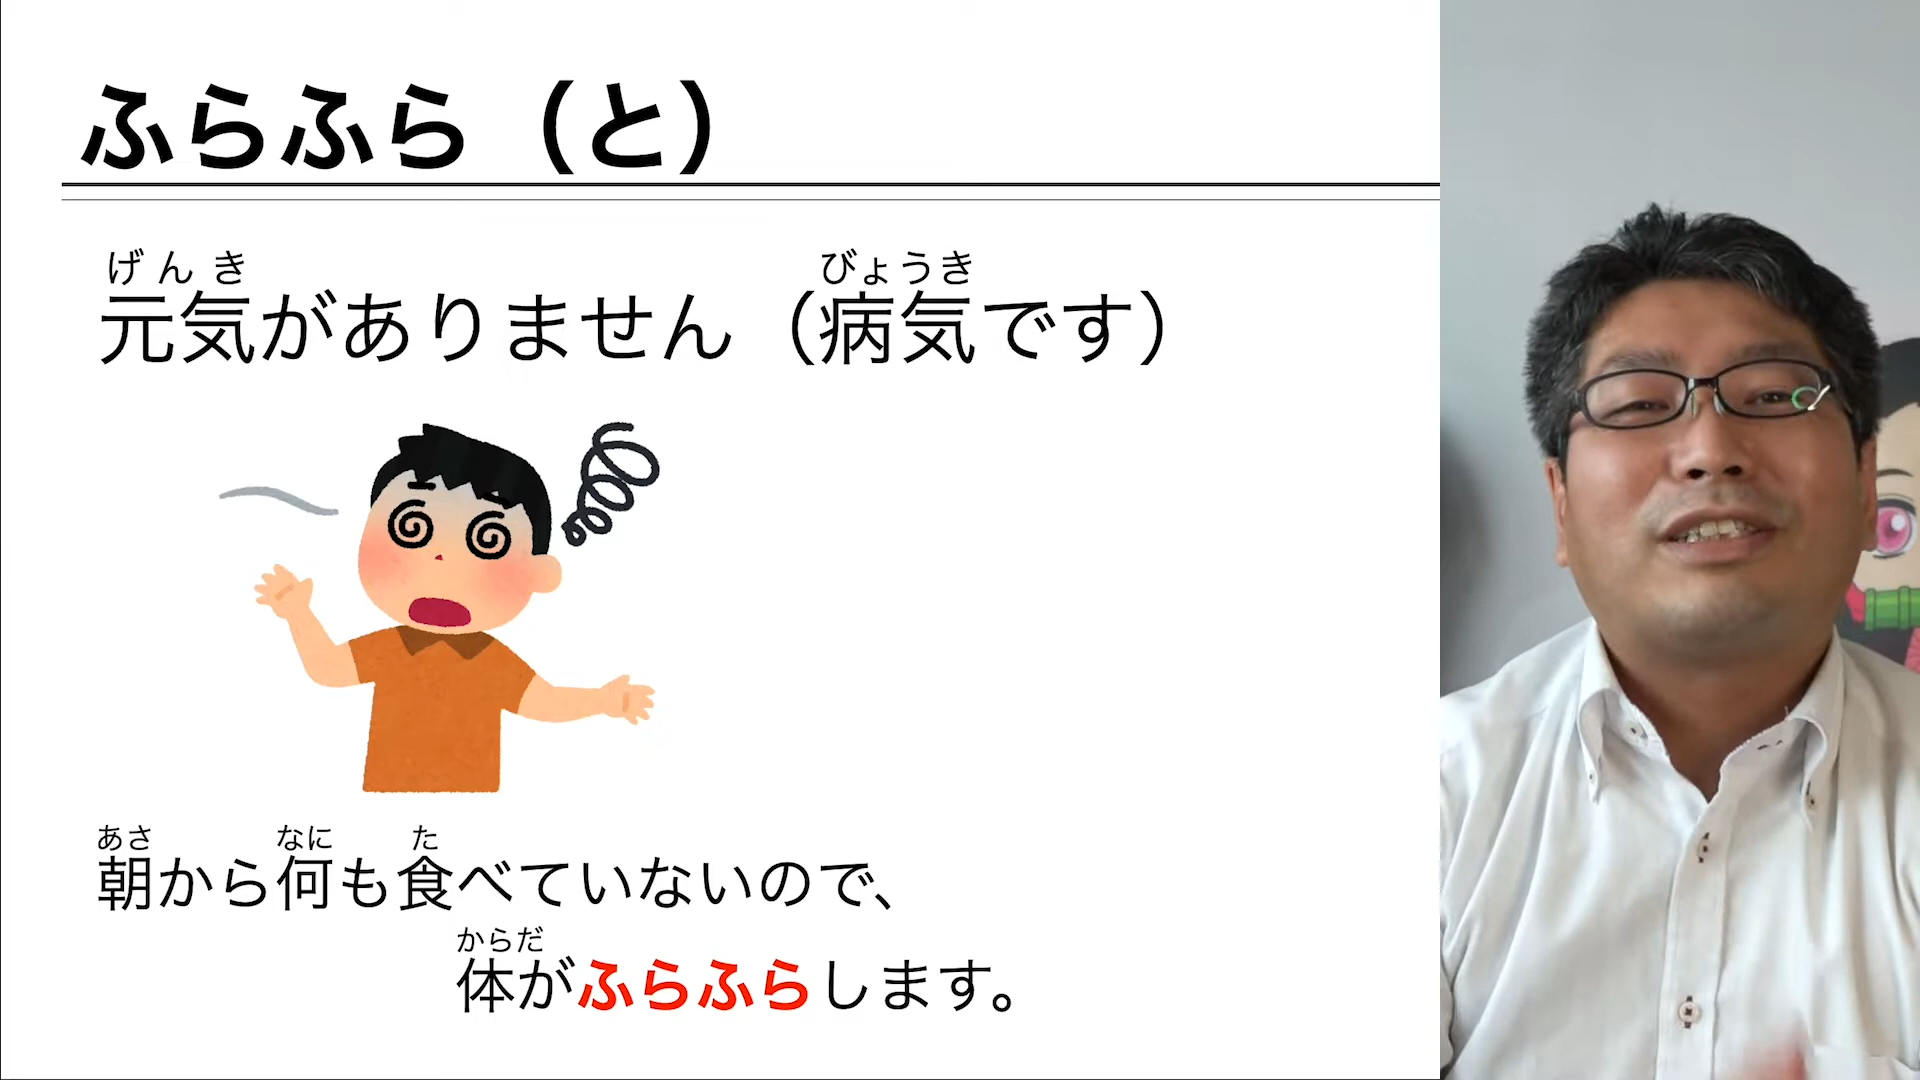 ふらふら（と）
げんき びょうき
元気がありません（病気です）
あさ なに た
朝から何も食べていないので、
からだ
体がふらふらします。